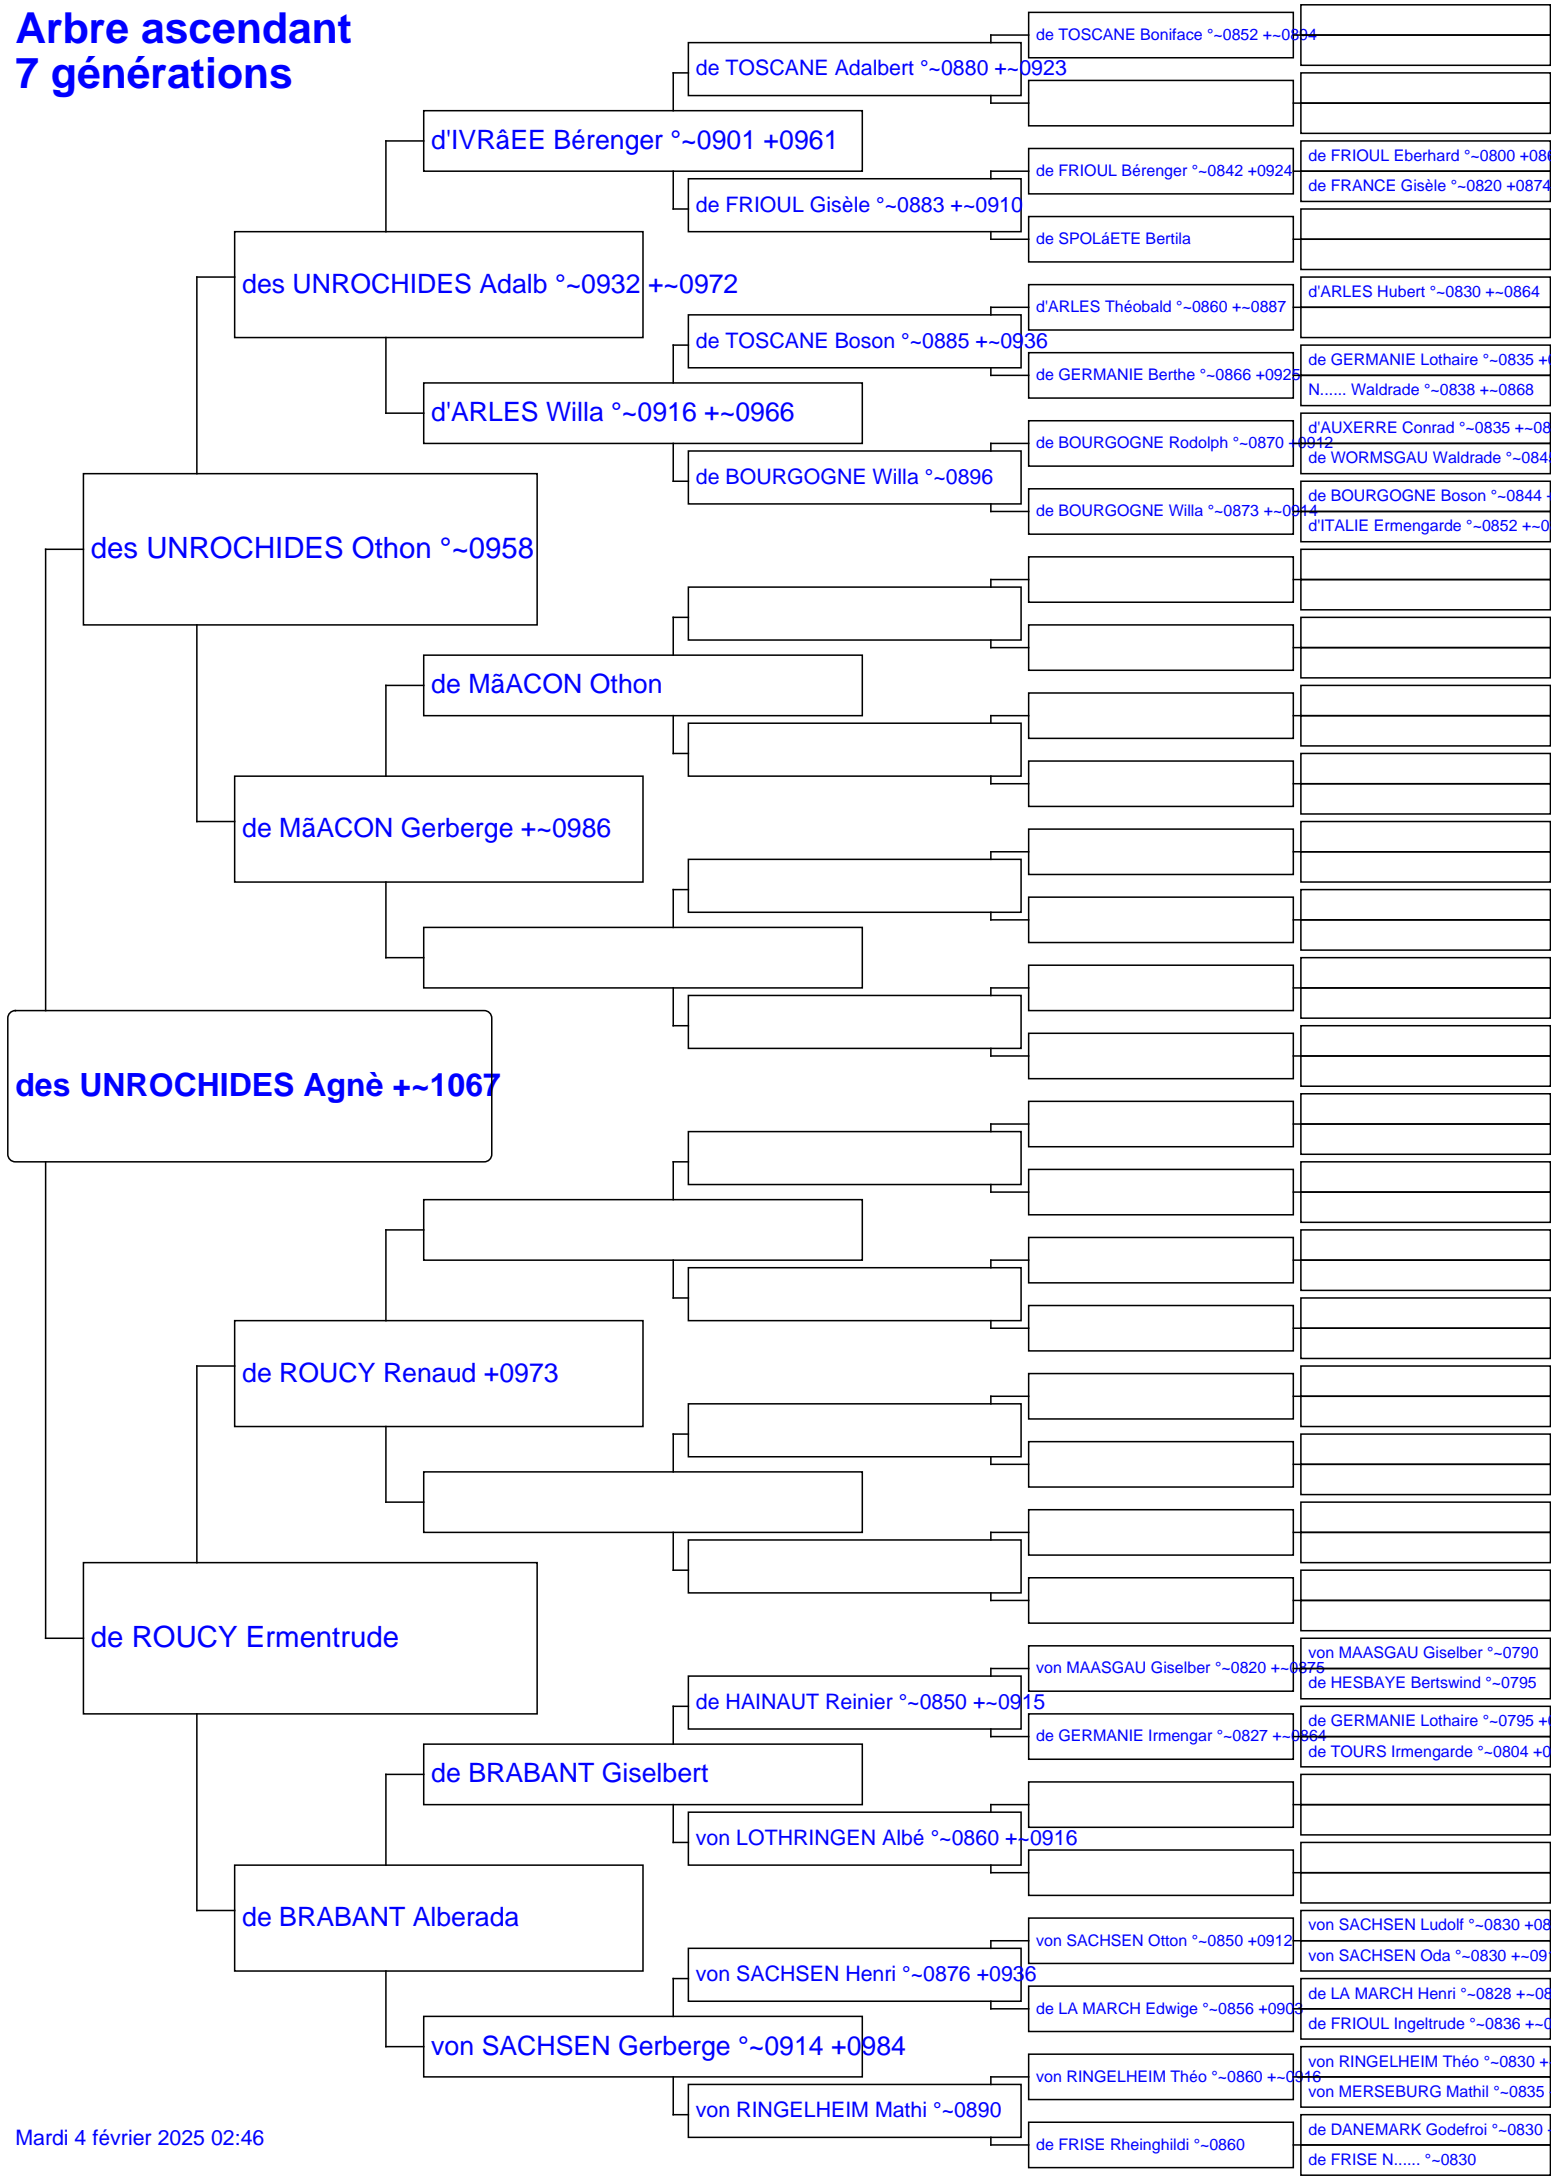 Arbre ascendant
7 générations
de TOSCANE Boniface °~0852 +~0894
de TOSCANE Adalbert °~0880 +~0923
d'IVRâEE Bérenger °~0901 +0961
de FRIOUL Bérenger °~0842 +0924
de FRIOUL Eberhard °~0800 +086
de FRANCE Gisèle °~0820 +0874
de FRIOUL Gisèle °~0883 +~0910
de SPOLáETE Bertila
des UNROCHIDES Adalb °~0932 +~0972
d'ARLES Théobald °~0860 +~0887
d'ARLES Hubert °~0830 +~0864
de TOSCANE Boson °~0885 +~0936
de GERMANIE Berthe °~0866 +0925
de GERMANIE Lothaire °~0835 +0
N...... Waldrade °~0838 +~0868
d'ARLES Willa °~0916 +~0966
de BOURGOGNE Rodolph °~0870 +0912
d'AUXERRE Conrad °~0835 +~08
de WORMSGAU Waldrade °~0845
de BOURGOGNE Willa °~0896
de BOURGOGNE Willa °~0873 +~0914
de BOURGOGNE Boson °~0844 +
d'ITALIE Ermengarde °~0852 +~0
des UNROCHIDES Othon °~0958
de MãACON Othon
de MãACON Gerberge +~0986
des UNROCHIDES Agnè +~1067
de ROUCY Renaud +0973
de ROUCY Ermentrude
von MAASGAU Giselber °~0820 +~0875
von MAASGAU Giselber °~0790
de HESBAYE Bertswind °~0795
de HAINAUT Reinier °~0850 +~0915
de GERMANIE Irmengar °~0827 +~0864
de GERMANIE Lothaire °~0795 +0
de TOURS Irmengarde °~0804 +0
de BRABANT Giselbert
von LOTHRINGEN Albé °~0860 +~0916
de BRABANT Alberada
von SACHSEN Otton °~0850 +0912
von SACHSEN Ludolf °~0830 +08
von SACHSEN Oda °~0830 +~091
von SACHSEN Henri °~0876 +0936
de LA MARCH Edwige °~0856 +0903
de LA MARCH Henri °~0828 +~08
de FRIOUL Ingeltrude °~0836 +~0
von SACHSEN Gerberge °~0914 +0984
von RINGELHEIM Théo °~0860 +~0916
von RINGELHEIM Théo °~0830 +
von MERSEBURG Mathil °~0835
von RINGELHEIM Mathi °~0890
de FRISE Rheinghildi °~0860
de DANEMARK Godefroi °~0830 +
de FRISE N...... °~0830
Mardi 4 février 2025 02:46